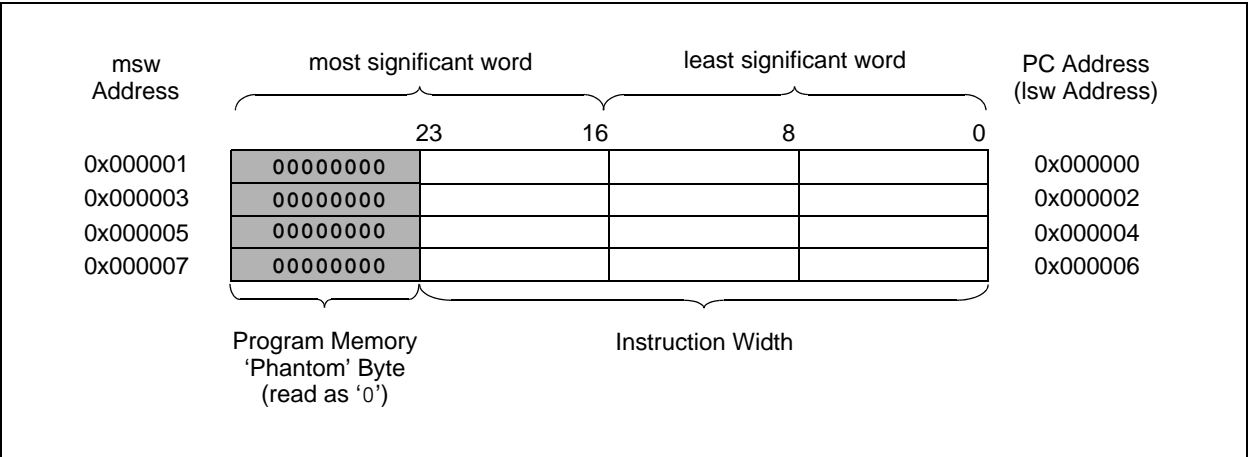 msw
Address
most significant word
least significant word
PC Address
(lsw Address)
23
16
8
0
0x000001
00000000
0x000000
0x000003
00000000
0x000002
0x000005
00000000
0x000004
0x000007
00000000
0x000006
Program Memory
‘Phantom’ Byte
(read as ‘0’)
Instruction Width